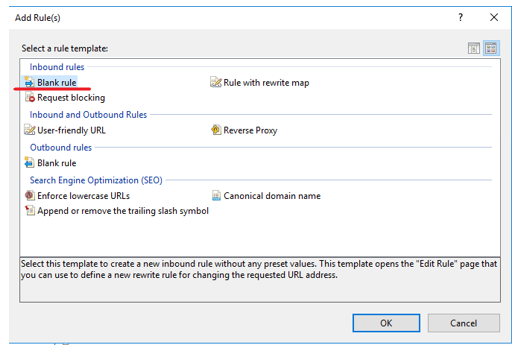 Add Rule(s)
?
Select a rule template:
Inbound rules
Blank rule
Rule with rewrite map
Request blocking
Inbound and Outbound Rules
User-friendly URL
Reverse Proxy
Outbound rules
Blank rule
Search Engine Optimization (SEO)
Enforce lowercase URLs
Canonical domain name
Append or remove the trailing slash symbol
Select this template to create a new inbound rule without any preset values. This template opens the "Edit Rule" page that
you can use to define a new rewrite rule for changing the requested URL address.
OK
Cancel